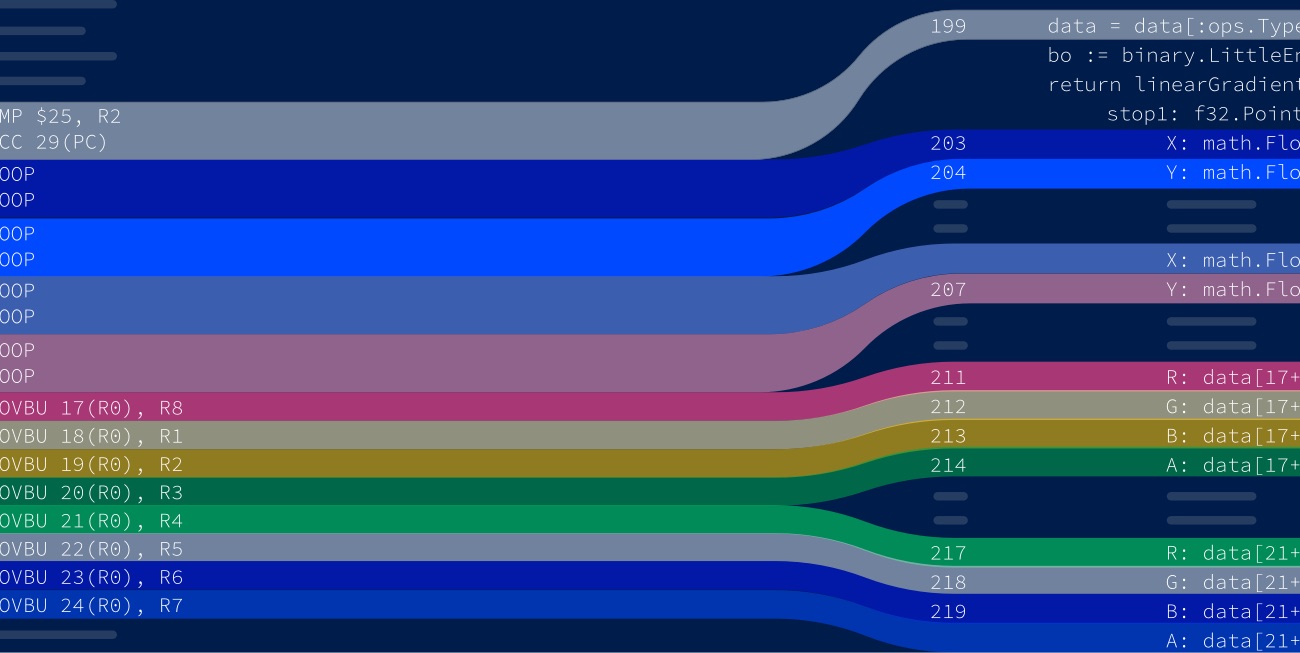 MP $25, R2
CC 29(PC)
OOP
OOP
OOP
OOP
OOP
OOP
OOP
OOP
OVBU 17(R0), R8
OVBU 18(R0), R1
OVBU 19(R0), R2
OVBU 20(R0), R3
OVBU 21(R0), R4
OVBU 22(R0), R5
OVBU 23(R0), R6
OVBU 24(R0), R7
199 data = data[:ops.Type
bo := binary.LittleEn
return linearGradient
stop1: f32.Point
203 X: math.Flo
204 Y: math.Flo
X: math.Flo
207 Y: math.Flo
211 R: data[17+
212 G: data[17+
213 B: data[17+
214 A: data[17+
217 R: data[21+
218 G: data[21+
219 B: data[21+
A: data[21+